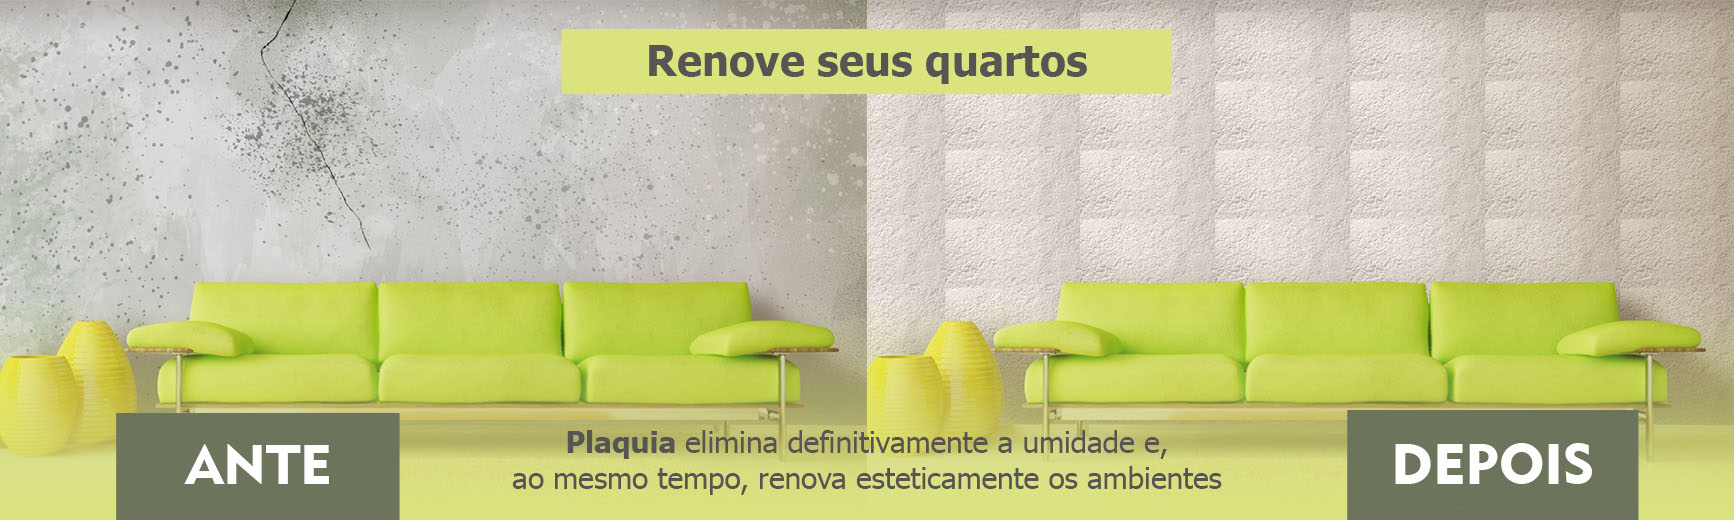 Renove seus quartos
Plaquia elimina definitivamente a umidade e,
ao mesmo tempo, renova esteticamente os ambientes
ANTE
DEPOIS